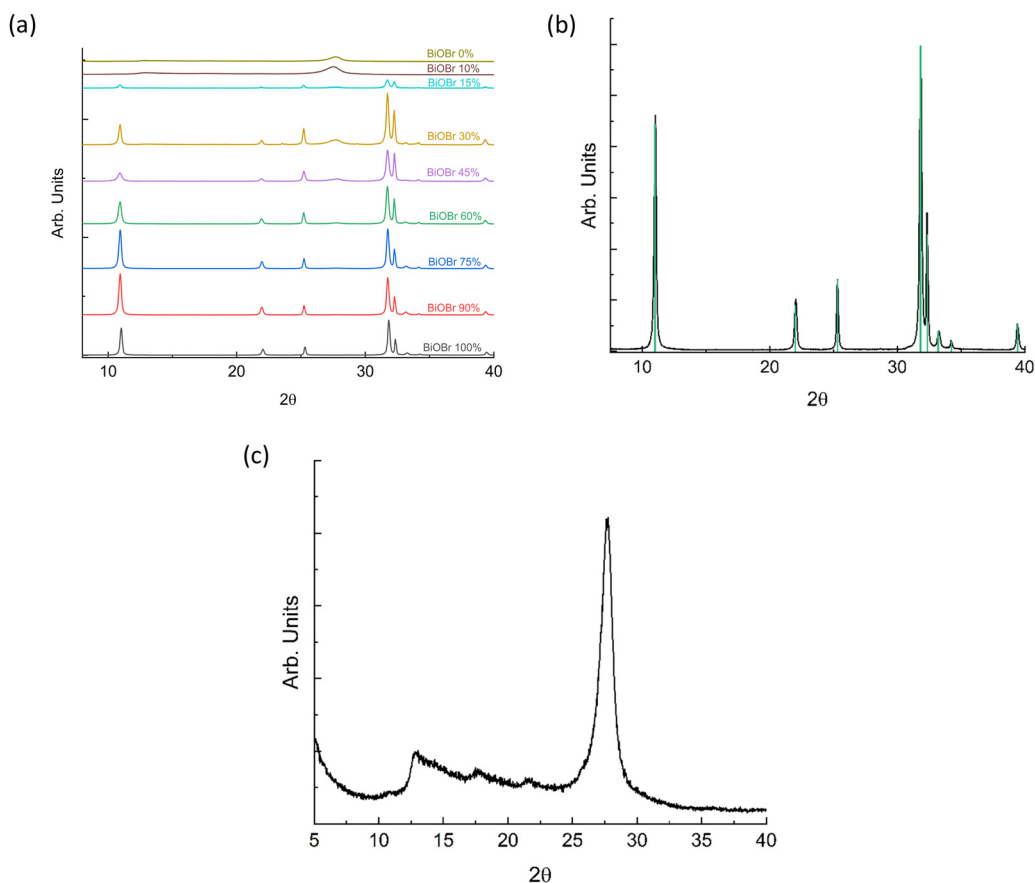 (a)
BiOBr 0%
BiOBr 10%
BiOBr 15%
BiOBr 30%
BiOBr 45%
BiOBr 60%
BiOBr 75%
BiOBr 90%
BiOBr 100%
Arb. Units
10 20 30 40
2θ
(b)
Arb. Units
10 20 30 40
2θ
(c)
Arb. Units
5 10 15 20 25 30 35 40
2θ